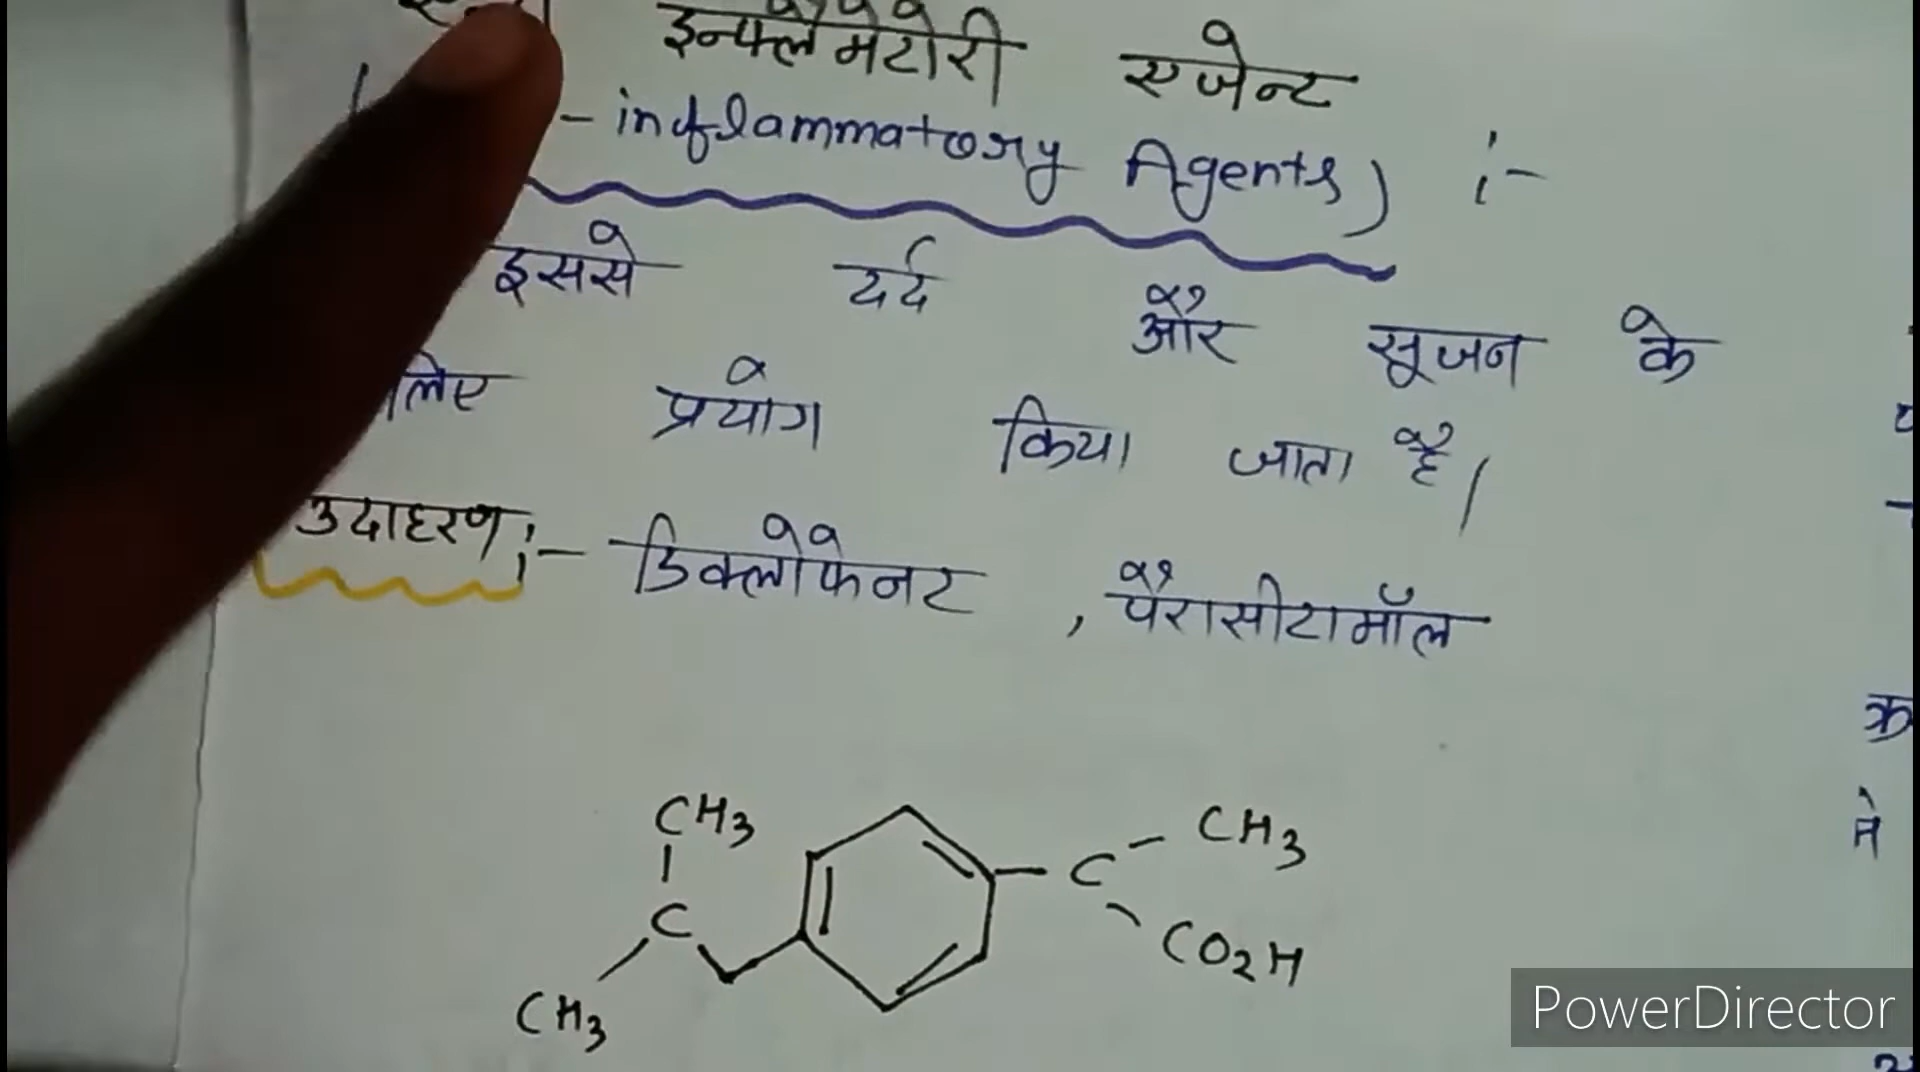 इन्फ्लेमेटोरी एजेन्ट
-inflammatory Agents) :-
इससे दर्द और सूजन के
लिए प्रयोग किया जाता है।
उदाहरण :- डिक्लोफेनट, पैरासीटामॉल
CH3 CH3
C C
CH3 CO2H
PowerDirector